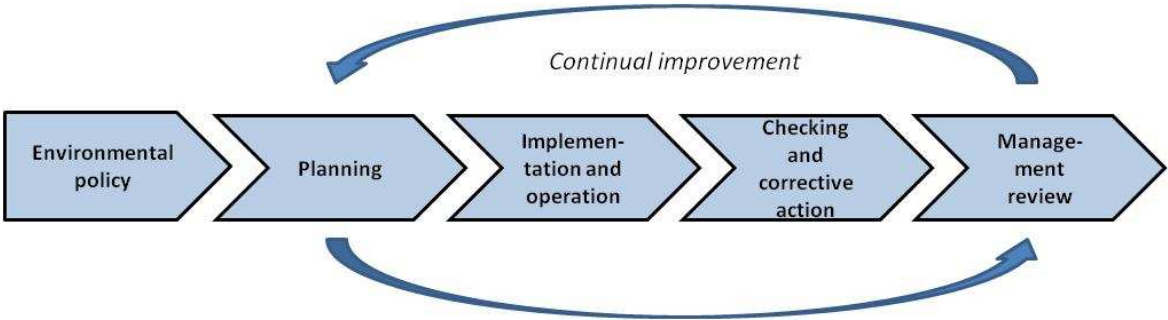 Continual improvement
Environmental
policy
Planning
Implemen-
tation and
operation
Checking
and
corrective
action
Manage-
ment
review